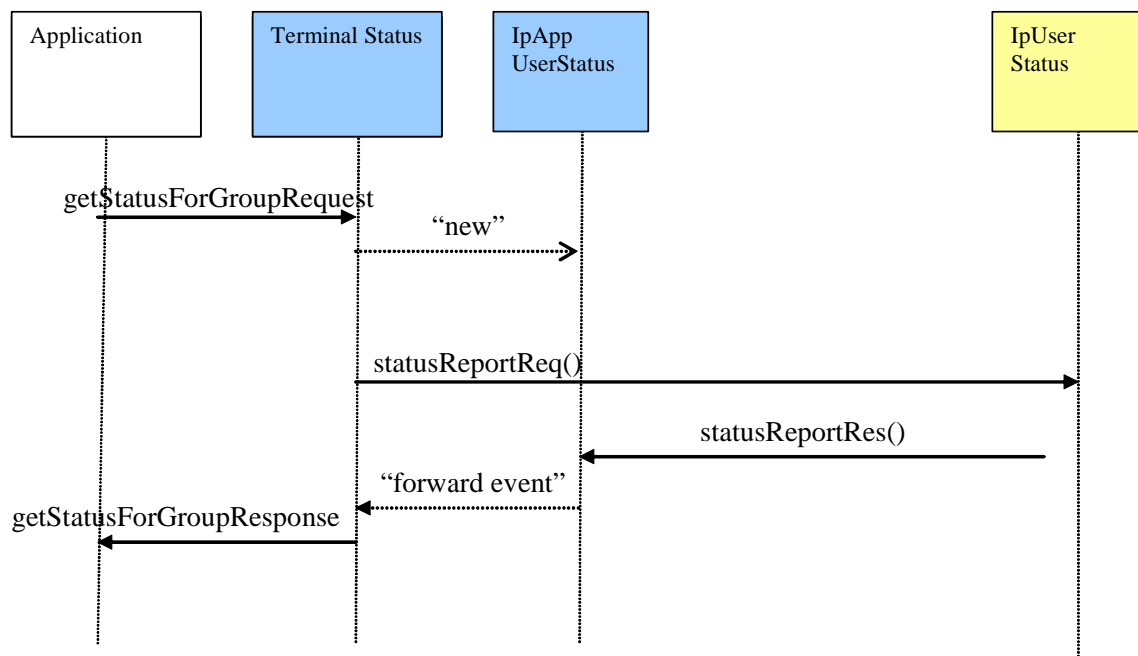 Application
Terminal Status
IpApp
UserStatus
IpUser
Status
getStatusForGroupRequest
“new”
statusReportReq()
statusReportRes()
“forward event”
getStatusForGroupResponse